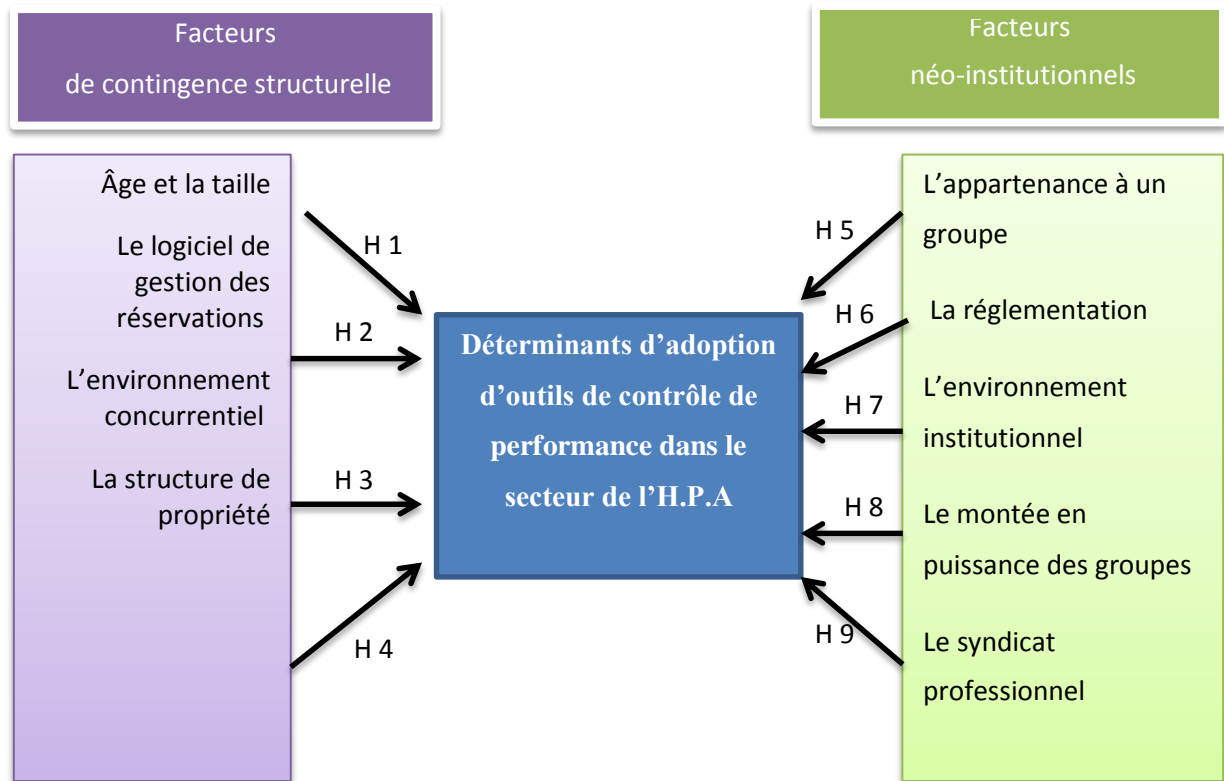 Facteurs
de contingence structurelle
Facteurs
néo-institutionnels
Âge et la taille
Le logiciel de
gestion des
réservations
L’environnement
concurrentiel
La structure de
propriété
H 1
H 2
H 3
H 4
Déterminants d’adoption
d’outils de contrôle de
performance dans le
secteur de l’H.P.A
H 5
H 6
H 7
H 8
H 9
L’appartenance à un
groupe
La réglementation
L’environnement
institutionnel
Le montée en
puissance des groupes
Le syndicat
professionnel